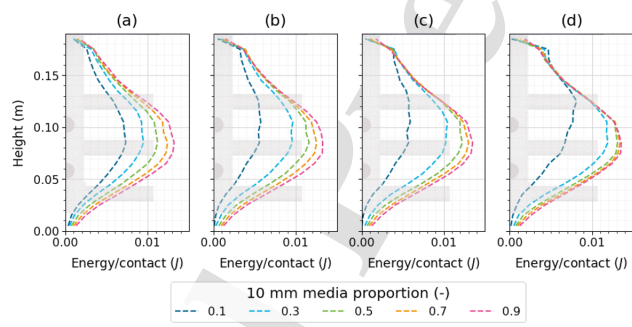 (a) (b) (c) (d)
Height (m)
0.15
0.10
0.05
0.00
0.00 0.01 0.00 0.01 0.00 0.01 0.00 0.01
Energy/contact (J) Energy/contact (J) Energy/contact (J) Energy/contact (J)
10 mm media proportion (-)
0.1 0.3 0.5 0.7 0.9